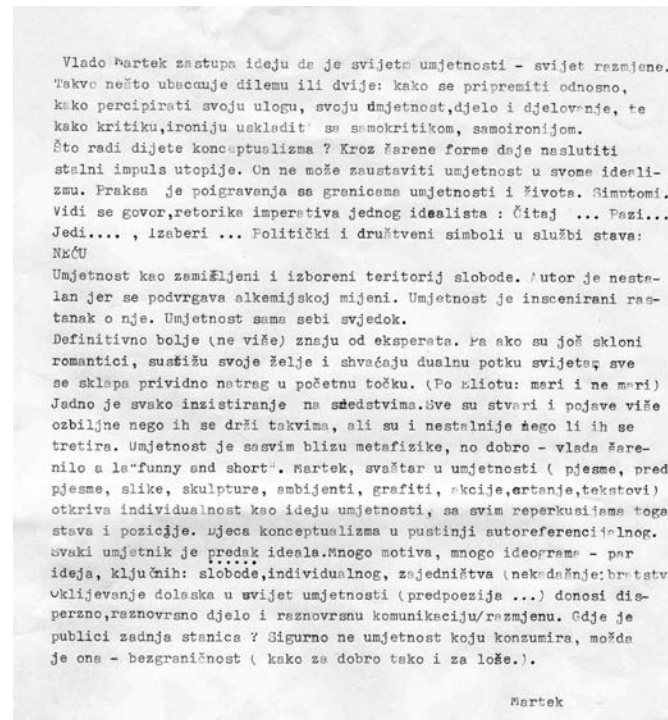 Vlado Martek zastupa ideju da je svijeta umjetnosti - svijet razmjene.
Takvo nešto ubacuje dilemu ili dvije: kako se pripremiti odnosno,
kako percipirati svoju ulogu, svoju umjetnost,djelo i djelovanje, te
kako kritiku,ironiju uskladit' sa samokritikom, samoironijom.
Što radi dijete konceptualizma ? Kroz šarene forme daje naslutiti
stalni impuls utopije. On ne može zaustaviti umjetnost u svome ideali-
zmu. Praksa je poigravanja sa granicama umjetnosti i života. Simptomi.
Vidi se govor,retorika imperativa jednog idealista : Čitaj ... Pazi...
Jedi.... , Izaberi ... Politički i društveni simboli u službi stava:
NEĆU
Umjetnost kao zamišljeni i izboreni teritorij slobode. Autor je nesta-
lan jer se podvrgava alkemijskoj mijeni. Umjetnost je inscenirani ras-
tanak o nje. Umjetnost sama sebi svjedok.
Definitivno bolje (ne više) znaju od eksperata. Pa ako su još skloni
romantici, sustižu svoje želje i shvaćaju dualnu potku svijeta, sve
se sklapa prividno natrag u početnu točku. (Po Eliotu: mari i ne mari)
Jadno je svako inzistiranje na sredstvima.Sve su stvari i pojave više
ozbiljne nego ih se drži takvima, ali su i nestalnije nego li ih se
tretira. Umjetnost je sasvim blizu metafizike, no dobro - vlada šare-
nilo a la"funny and short". Martek, svaštar u umjetnosti ( pjesme, pred
pjesme, slike, skulpture, ambijenti, grafiti, akcije,crtanje,tekstovi)
otkriva individualnost kao ideju umjetnosti, sa svim reperkusijama toga
stava i pozicije. Djeca konceptualizma u pustinji autoreferencijalnog.
Svaki umjetnik je predak ideala.Mnogo motiva, mnogo ideograma - par
ideja, ključnih: slobode,individualnog, zajedništva (nekadašnje:bratstv
Oklijevanje dolaska u svijet umjetnosti (predpoezija ...) donosi dis-
perzno,raznovrsno djelo i raznovrsnu komunikaciju/razmjenu. Gdje je
publici zadnja stanica ? Sigurno ne umjetnost koju konzumira, možda
je ona - bezgraničnost ( kako za dobro tako i za loše.).
Martek